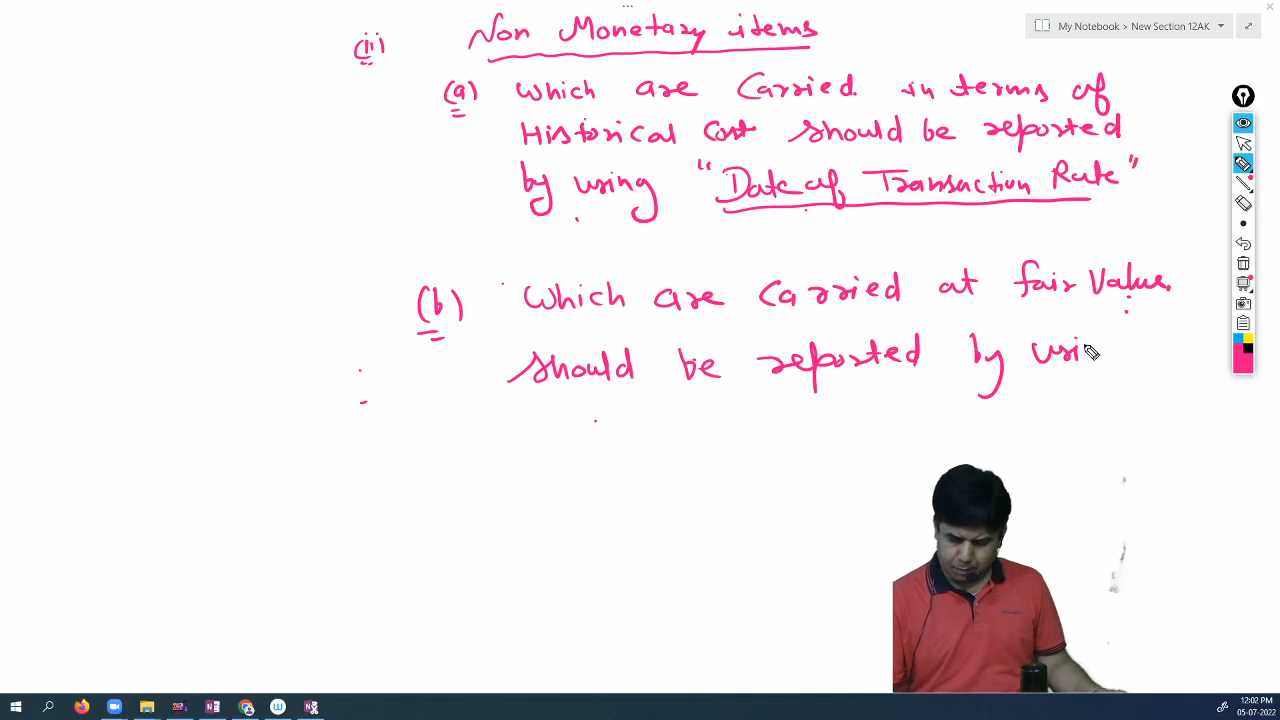 My Notebook > New Section 12AK
(ii) Non Monetary items
(a) which are Carried in terms of
Historical Cost should be reported
by using "Date of Transaction Rate"
(b) Which are carried at fair Value
should be reported by usi
12:02 PM
05-07-2022